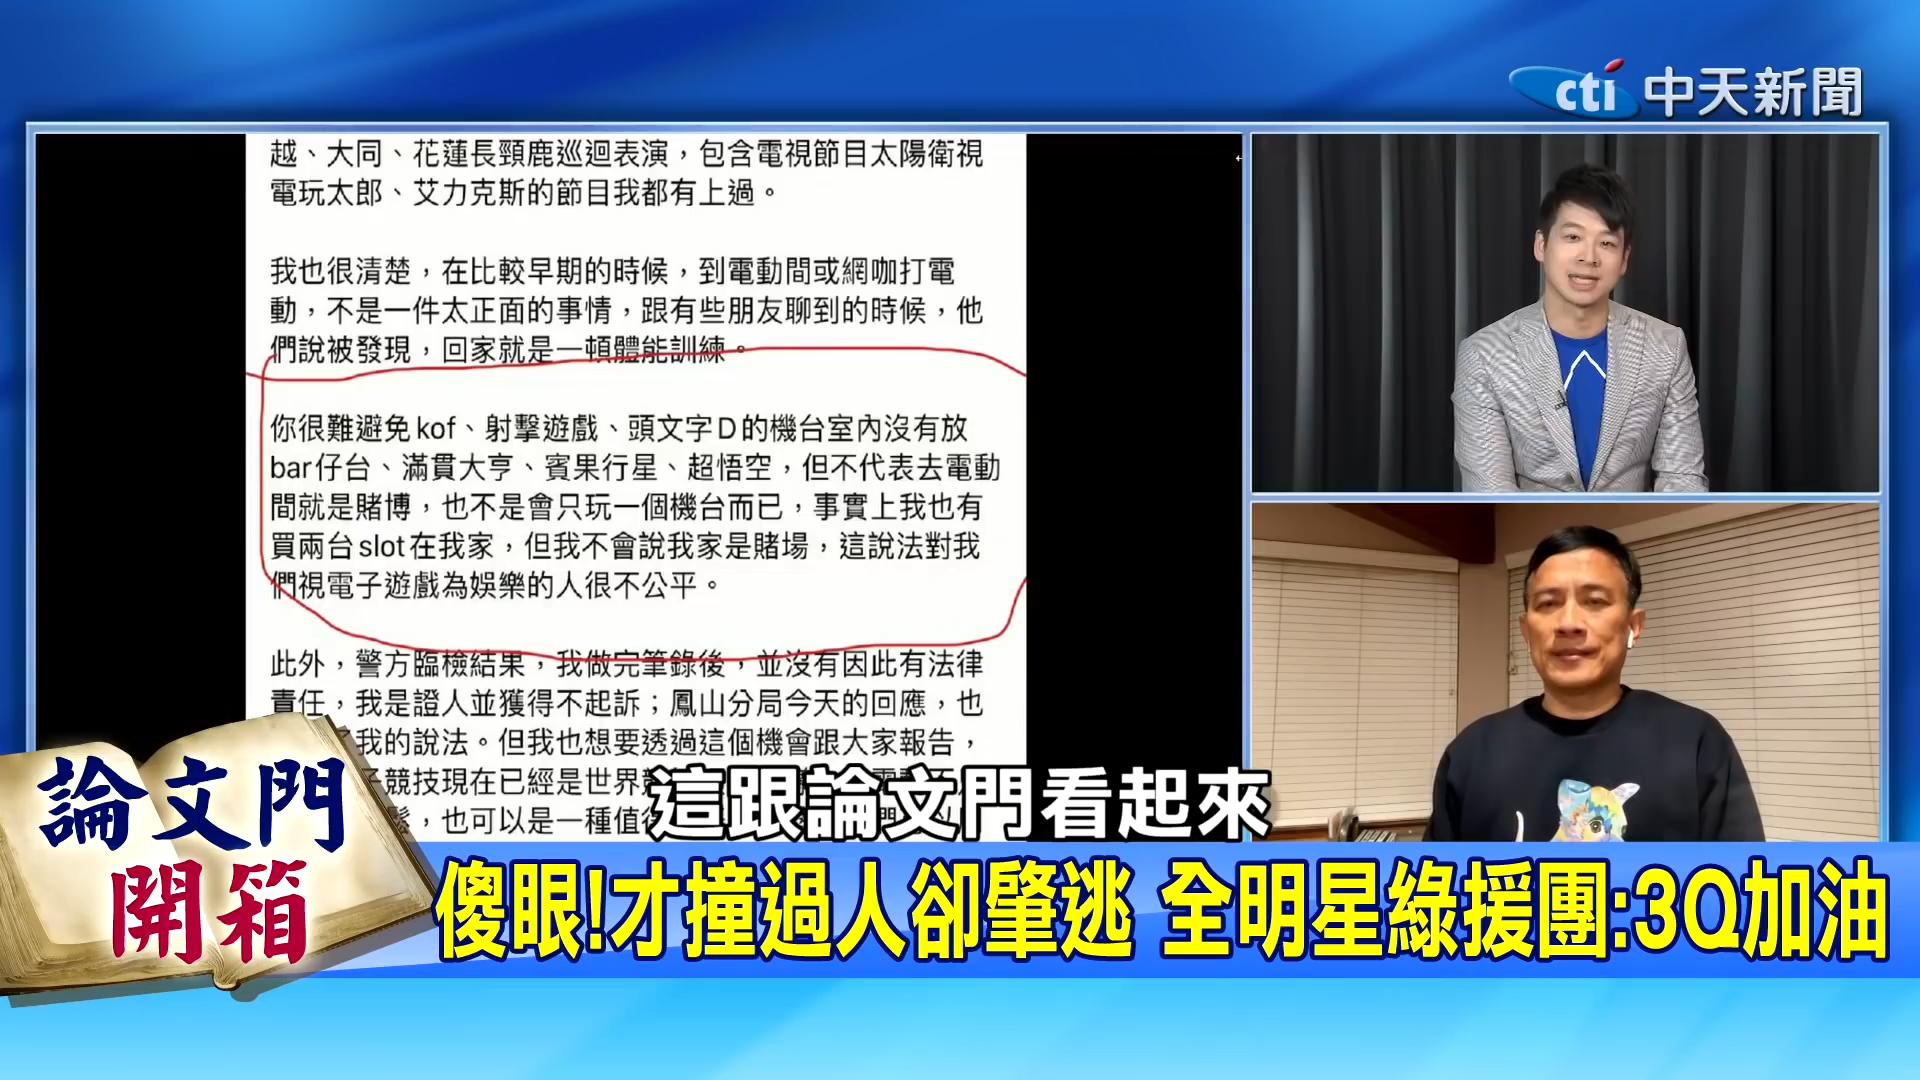 cti 中天新聞
越、大同、花蓮長頸鹿巡迴表演，包含電視節目太陽衛視
電玩太郎、艾力克斯的節目我都有上過。
我也很清楚，在比較早期的時候，到電動間或網咖打電
動，不是一件太正面的事情，跟有些朋友聊到的時候，他
們說被發現，回家就是一頓體能訓練。
你很難避免kof、射擊遊戲、頭文字D的機台室內沒有放
bar仔台、滿貫大亨、賓果行星、超悟空，但不代表去電動
間就是賭博，也不是會只玩一個機台而已，事實上我也有
買兩台slot在我家，但我不會說我家是賭場，這說法對我
們視電子遊戲為娛樂的人很不公平。
此外，警方臨檢結果，我做完筆錄後，並沒有因此有法律
責任，我是證人並獲得不起訴；鳳山分局今天的回應，也
我的說法。但我也想要透過這個機會跟大家報告，
競技現在已經是世界
，也可以是一種值
這跟論文門看起來
論文門
開箱
傻眼!才撞過人卻肇逃 全明星綠援團:3Q加油